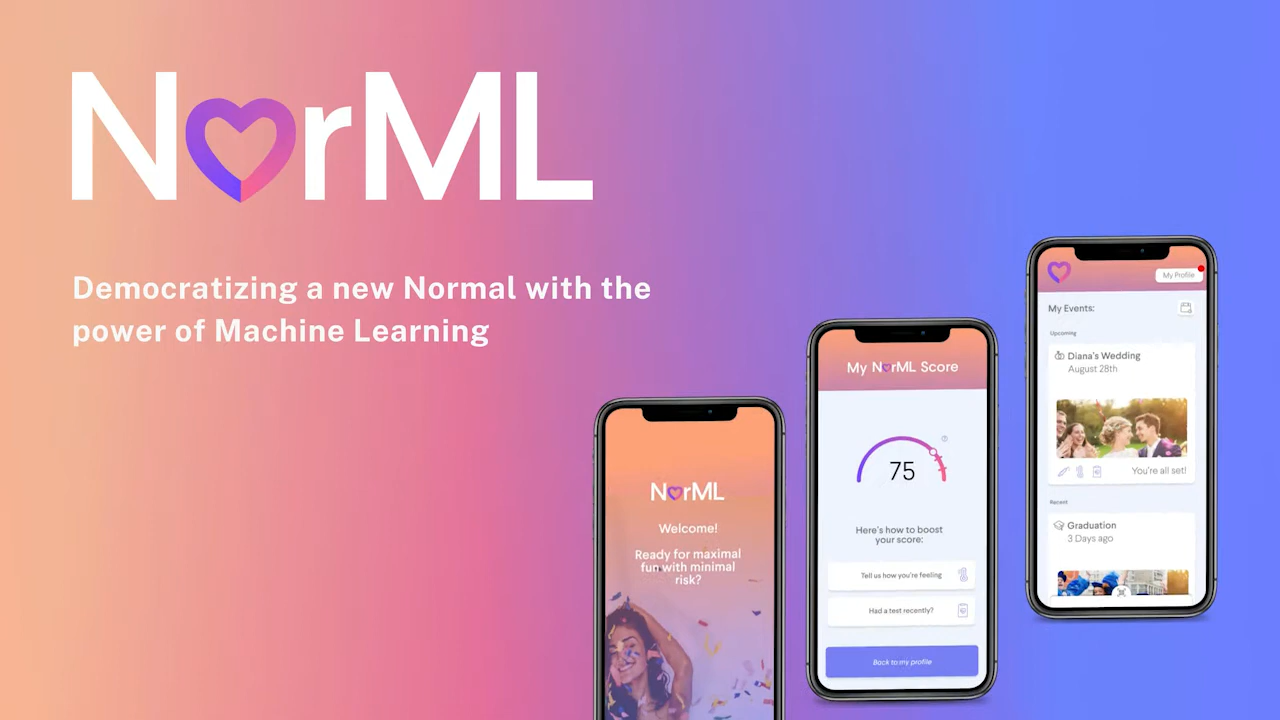 NorML
Democratizing a new Normal with the
power of Machine Learning
NorML
Welcome!
Ready for maximal
fun with minimal
risk?
My NorML Score
75
Here's how to boost
your score:
Tell us how you're feeling
Had a test recently?
Back to my profile
My Profile
My Events:
Upcoming
Diana's Wedding
August 28th
You're all set!
Recent
Graduation
3 Days ago